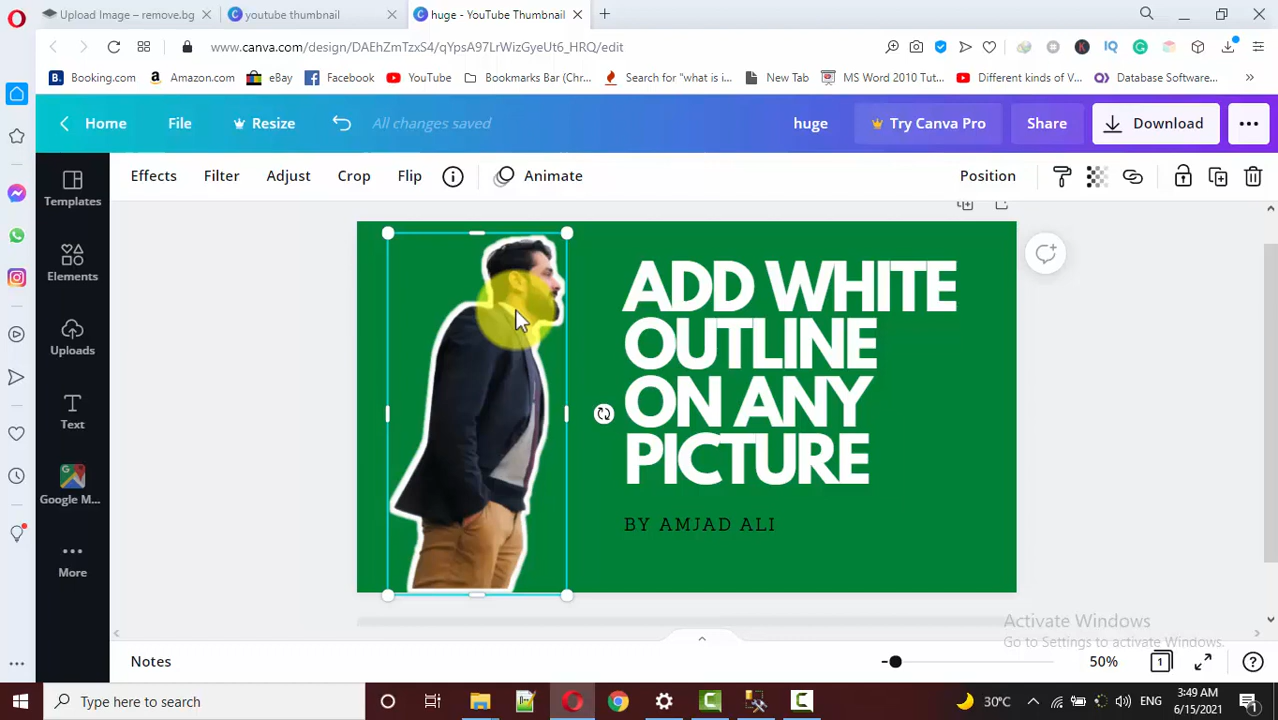 Upload Image – remove.bg
youtube thumbnail
huge - YouTube Thumbnail
www.canva.com/design/DAEhZmTzxS4/qYpsA97LrWizGyeUt6_HRQ/edit
Booking.com
Amazon.com
eBay
Facebook
YouTube
Bookmarks Bar (Chr...
Search for "what is i...
New Tab
MS Word 2010 Tut...
Different kinds of V...
Database Software...
Home
File
Resize
All changes saved
huge
Try Canva Pro
Share
Download
Effects
Filter
Adjust
Crop
Flip
Animate
Position
Templates
Elements
Uploads
Text
Google M...
More
ADD WHITE
OUTLINE
ON ANY
PICTURE
BY AMJAD ALI
Activate Windows
Go to Settings to activate Windows.
Notes
50%
1
Type here to search
30°C
ENG
3:49 AM
6/15/2021